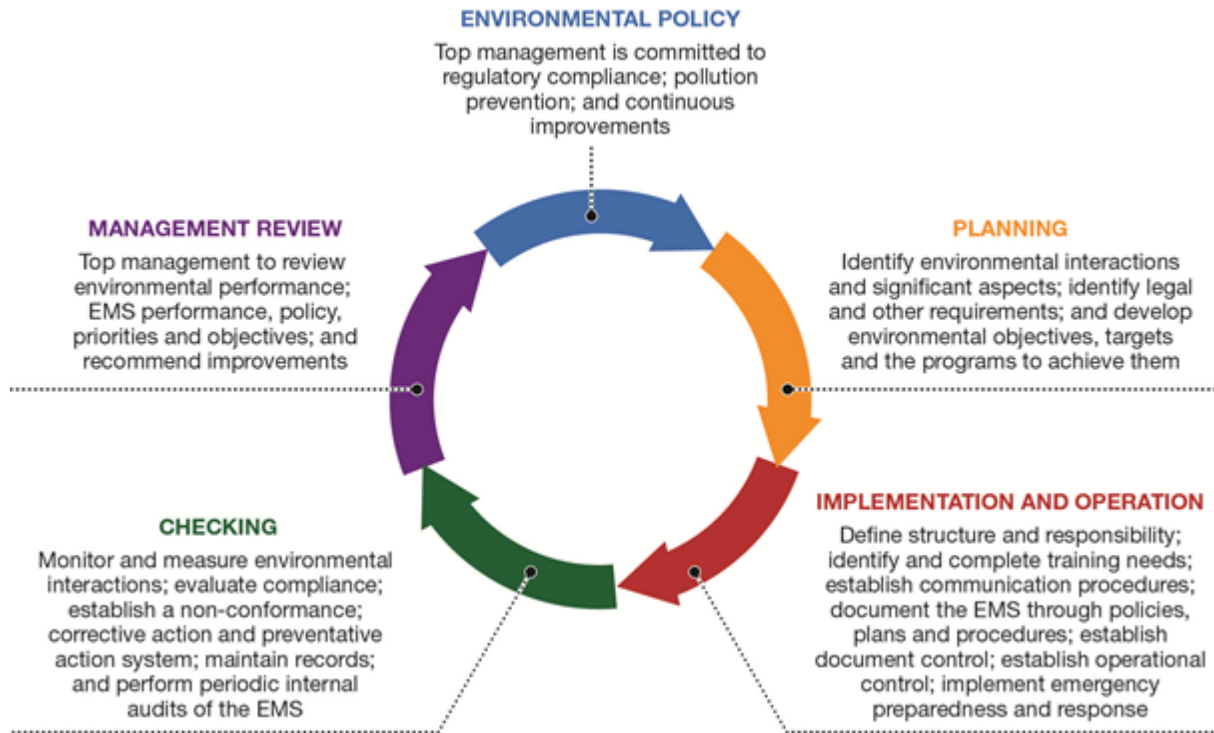 ENVIRONMENTAL POLICY
Top management is committed to
regulatory compliance; pollution
prevention; and continuous
improvements
PLANNING
Identify environmental interactions
and significant aspects; identify legal
and other requirements; and develop
environmental objectives, targets
and the programs to achieve them
IMPLEMENTATION AND OPERATION
Define structure and responsibility;
identify and complete training needs;
establish communication procedures;
document the EMS through policies,
plans and procedures; establish
document control; establish operational
control; implement emergency
preparedness and response
CHECKING
Monitor and measure environmental
interactions; evaluate compliance;
establish a non-conformance;
corrective action and preventative
action system; maintain records;
and perform periodic internal
audits of the EMS
MANAGEMENT REVIEW
Top management to review
environmental performance;
EMS performance, policy,
priorities and objectives; and
recommend improvements